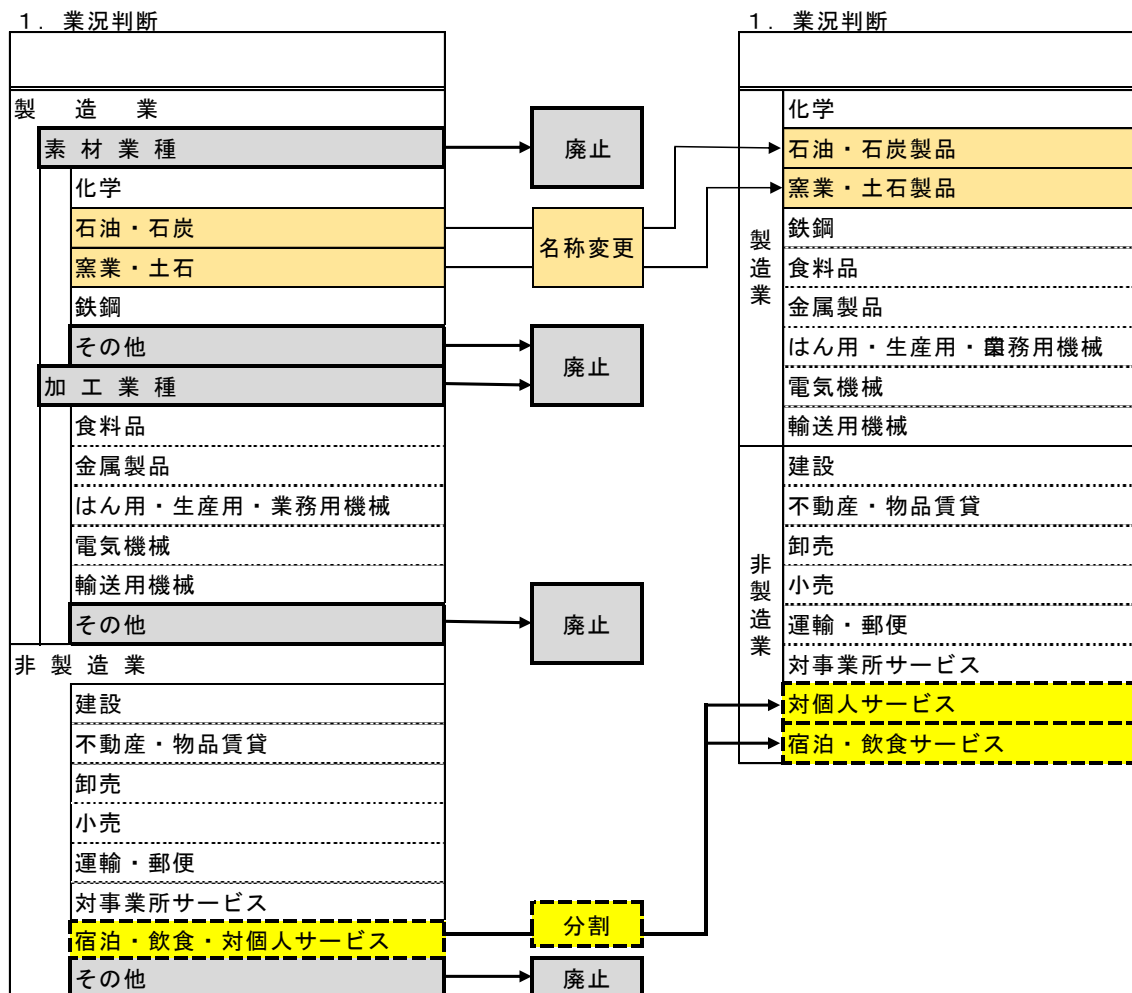 １．業況判断
製造業
素材業種
化学
石油・石炭
窯業・土石
鉄鋼
その他
加工業種
食料品
金属製品
はん用・生産用・業務用機械
電気機械
輸送用機械
その他
非製造業
建設
不動産・物品賃貸
卸売
小売
運輸・郵便
対事業所サービス
宿泊・飲食・対個人サービス
その他
廃止
名称変更
廃止
廃止
分割
廃止
１．業況判断
製造業
化学
石油・石炭製品
窯業・土石製品
鉄鋼
食料品
金属製品
はん用・生産用・務用機械
電気機械
輸送用機械
非製造業
建設
不動産・物品賃貸
卸売
小売
運輸・郵便
対事業所サービス
対個人サービス
宿泊・飲食サービス